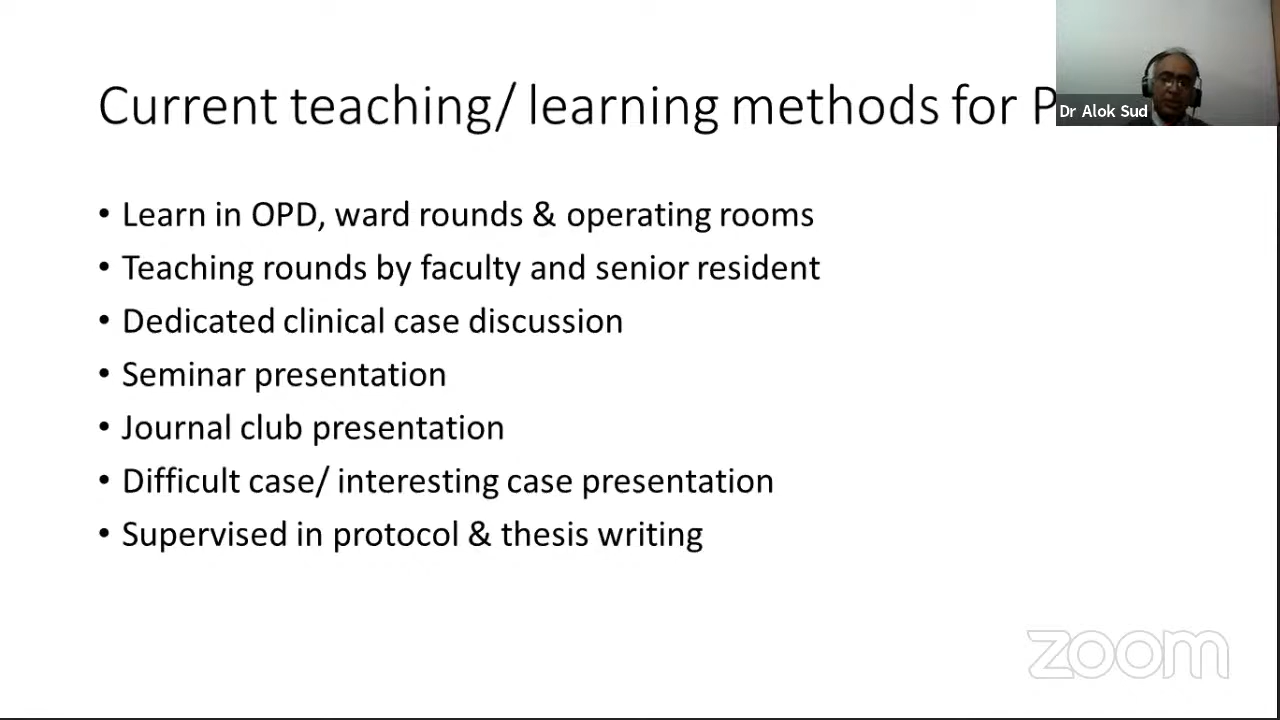 Current teaching/ learning methods for P
Dr Alok Sud
• Learn in OPD, ward rounds & operating rooms
• Teaching rounds by faculty and senior resident
• Dedicated clinical case discussion
• Seminar presentation
• Journal club presentation
• Difficult case/ interesting case presentation
• Supervised in protocol & thesis writing
zoom